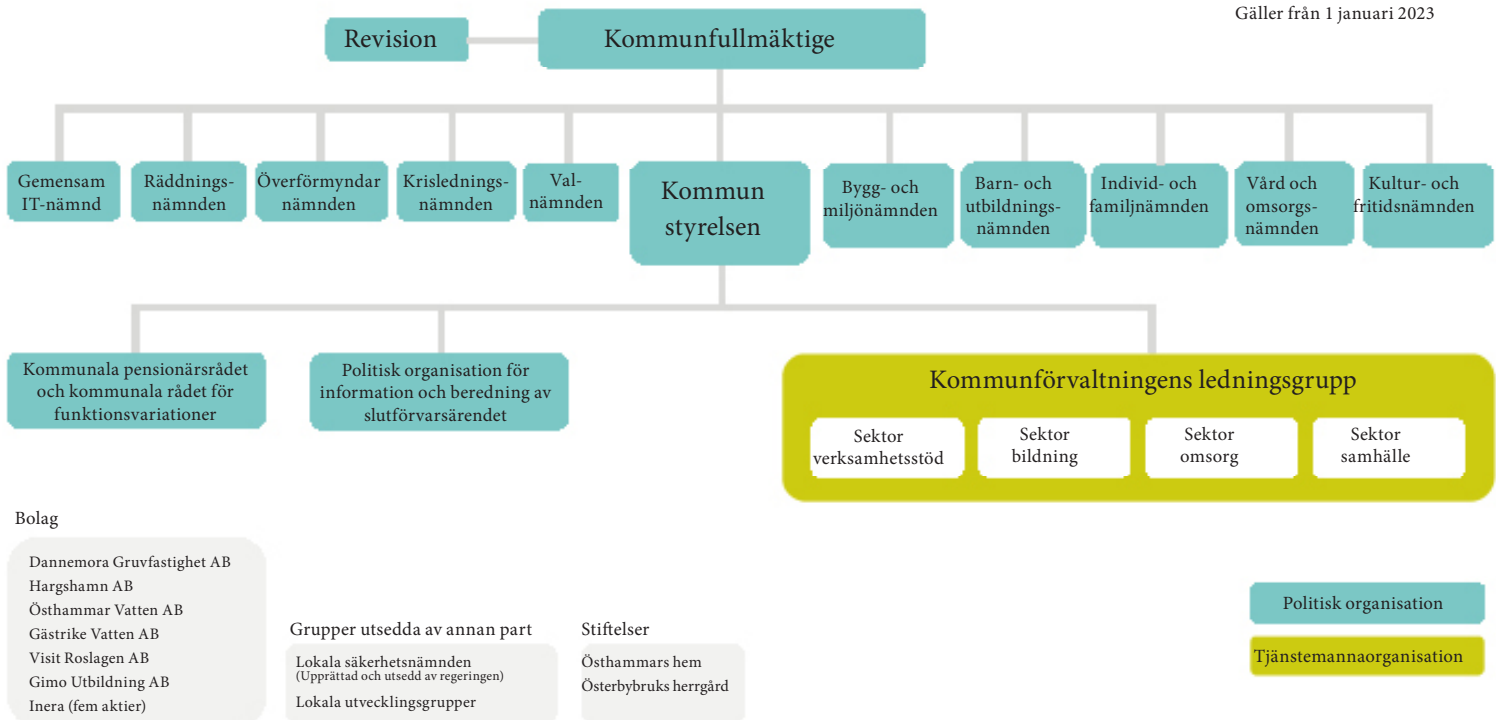 Gäller från 1 januari 2023
Revision
Kommunfullmäktige
Gemensam
IT-nämnd
Räddnings-
nämnden
Överförmyndar
nämnden
Krislednings-
nämnden
Val-
nämnden
Kommun
styrelsen
Bygg- och
miljönämnden
Barn- och
utbildnings-
nämnden
Individ- och
familjnämnden
Vård och
omsorgs-
nämnden
Kultur- och
fritidsnämnden
Kommunala pensionärsrådet
och kommunala rådet för
funktionsvariationer
Politisk organisation för
information och beredning av
slutförvarsärendet
Kommunförvaltningens ledningsgrupp
Sektor
verksamhetsstöd
Sektor
bildning
Sektor
omsorg
Sektor
samhälle
Bolag
Dannemora Gruvfastighet AB
Hargshamn AB
Östhammar Vatten AB
Gästrike Vatten AB
Visit Roslagen AB
Gimo Utbildning AB
Inera (fem aktier)
Grupper utsedda av annan part
Lokala säkerhetsnämnden
(Upprättad och utsedd av regeringen)
Lokala utvecklingsgrupper
Stiftelser
Östhammars hem
Österbybruks herrgård
Politisk organisation
Tjänstemannaorganisation